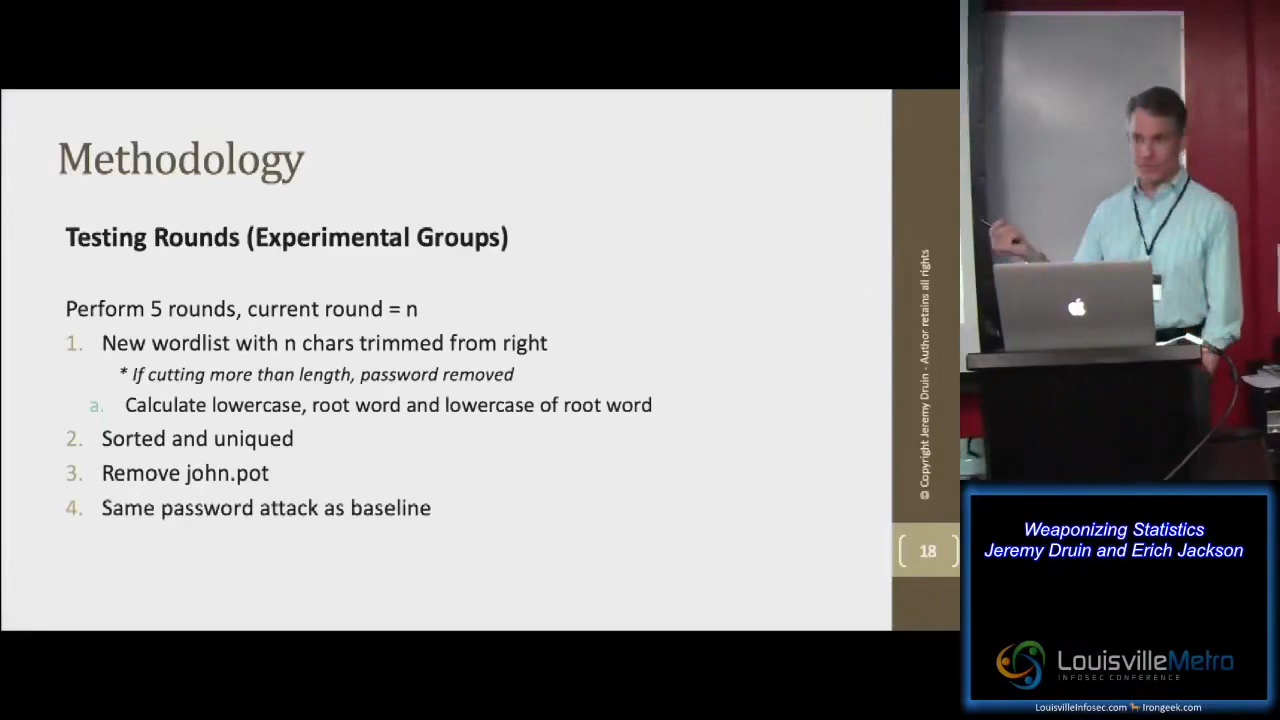 Methodology
Testing Rounds (Experimental Groups)
Perform 5 rounds, current round = n
1. New wordlist with n chars trimmed from right
* If cutting more than length, password removed
a. Calculate lowercase, root word and lowercase of root word
2. Sorted and uniqued
3. Remove john.pot
4. Same password attack as baseline
© Copyright Jeremy Druin - Author retains all rights
18
Weaponizing Statistics
Jeremy Druin and Erich Jackson
LouisvilleMetro
INFOSEC CONFERENCE
LouisvilleInfosec.com Irongeek.com